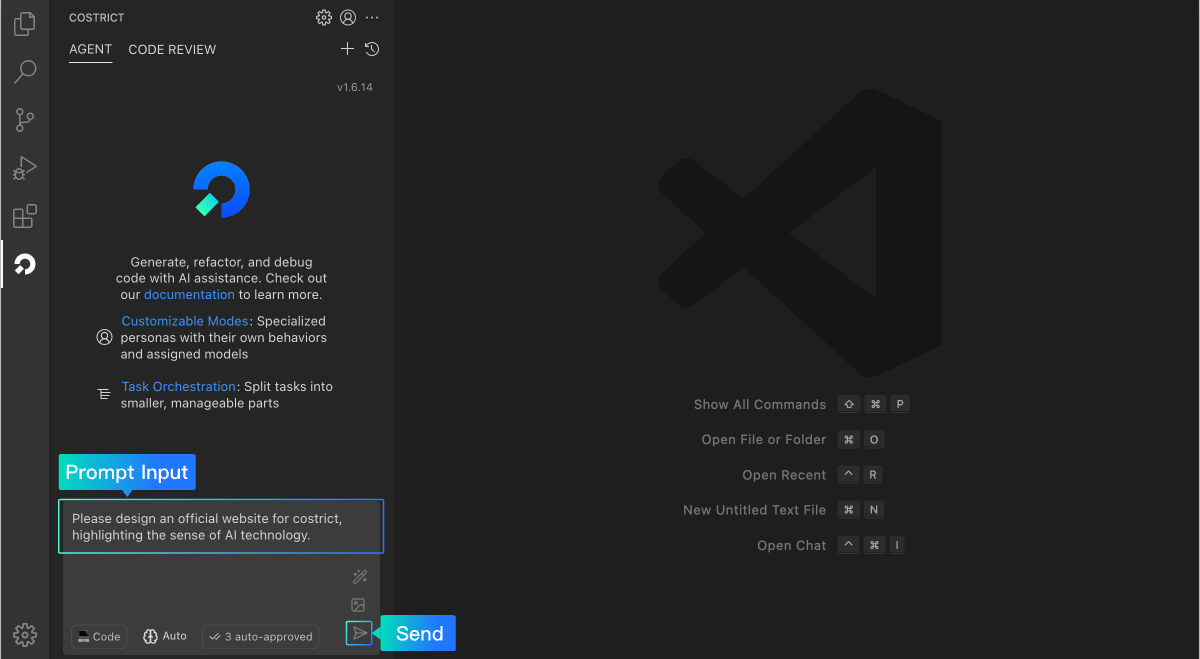 COSTRICT
AGENT CODE REVIEW
v1.6.14
Generate, refactor, and debug
code with AI assistance. Check out
our documentation to learn more.
Customizable Modes: Specialized
personas with their own behaviors
and assigned models
Task Orchestration: Split tasks into
smaller, manageable parts
Prompt Input
Please design an official website for costrict,
highlighting the sense of AI technology.
Code Auto 3 auto-approved
Send
Show All Commands ⇧ ⌘ P
Open File or Folder ⌘ O
Open Recent ^ R
New Untitled Text File ⌘ N
Open Chat ^ ⌘ I